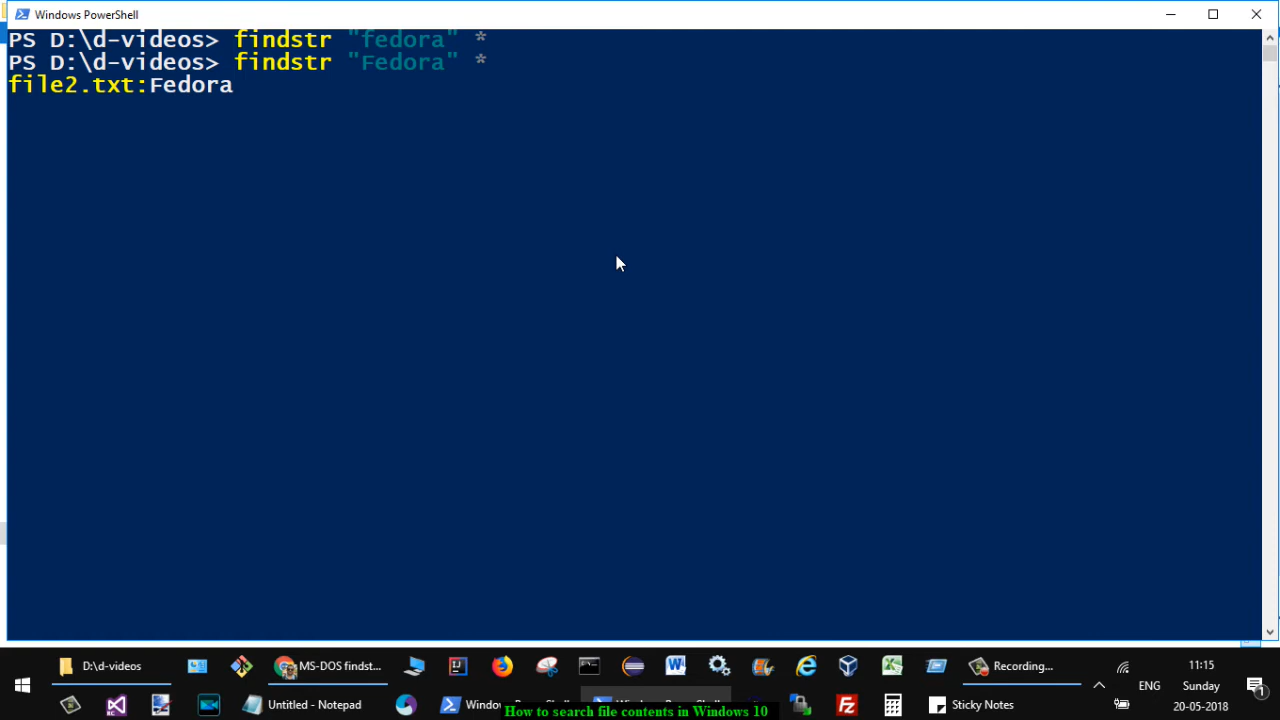 Windows PowerShell
PS D:\d-videos> findstr "fedora" *
PS D:\d-videos> findstr "Fedora" *
file2.txt:Fedora
D:\d-videos
MS-DOS findst...
Recording...
11:15
ENG
Sunday
Untitled - Notepad
Sticky Notes
20-05-2018
1
How to search file contents in Windows 10